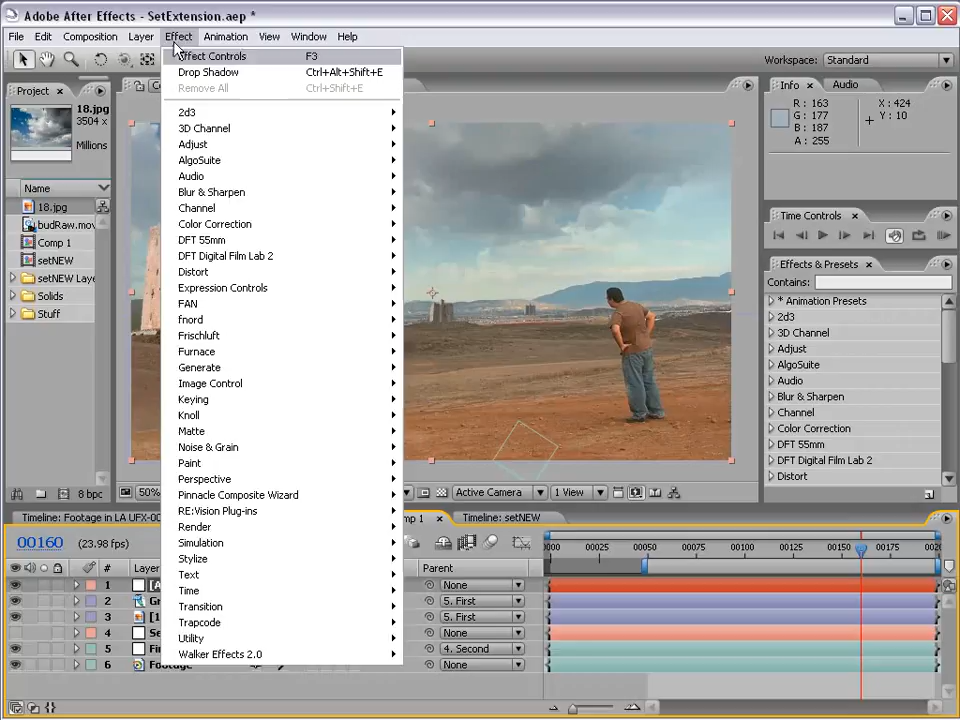 Adobe After Effects - SetExtension.aep *
File Edit Composition Layer Effect Animation View Window Help
Workspace: Standard
Project
18.jpg
3504 x
Millions
Name
18.jpg
budRaw.mov
Comp 1
setNEW
setNEW Laye
Solids
Stuff
8 bpc
Effect Controls F3
Drop Shadow Ctrl+Alt+Shift+E
Remove All Ctrl+Shift+E
2d3
3D Channel
Adjust
AlgoSuite
Audio
Blur & Sharpen
Channel
Color Correction
DFT 55mm
DFT Digital Film Lab 2
Distort
Expression Controls
FAN
fnord
Frischluft
Furnace
Generate
Image Control
Keying
Knoll
Matte
Noise & Grain
Paint
Perspective
Pinnacle Composite Wizard
RE:Vision Plug-ins
Render
Simulation
Stylize
Text
Time
Transition
Trapcode
Utility
Walker Effects 2.0
50%
Active Camera
1 View
Info Audio
R : 163
G : 177
B : 187
A : 255
X : 424
Y : 10
Time Controls
Effects & Presets
Contains:
* Animation Presets
2d3
3D Channel
Adjust
AlgoSuite
Audio
Blur & Sharpen
Channel
Color Correction
DFT 55mm
DFT Digital Film Lab 2
Distort
Timeline: Footage in LA UFX-00
mp 1
Timeline: setNEW
00160 (23.98 fps)
0000 00025 00050 00075 00100 00125 00150 00175 0020
# Layer
Parent
1 [A
None
2 Gr
5. First
3 [1
5. First
4 Se
None
5 Fir
4. Second
6 Footage
None